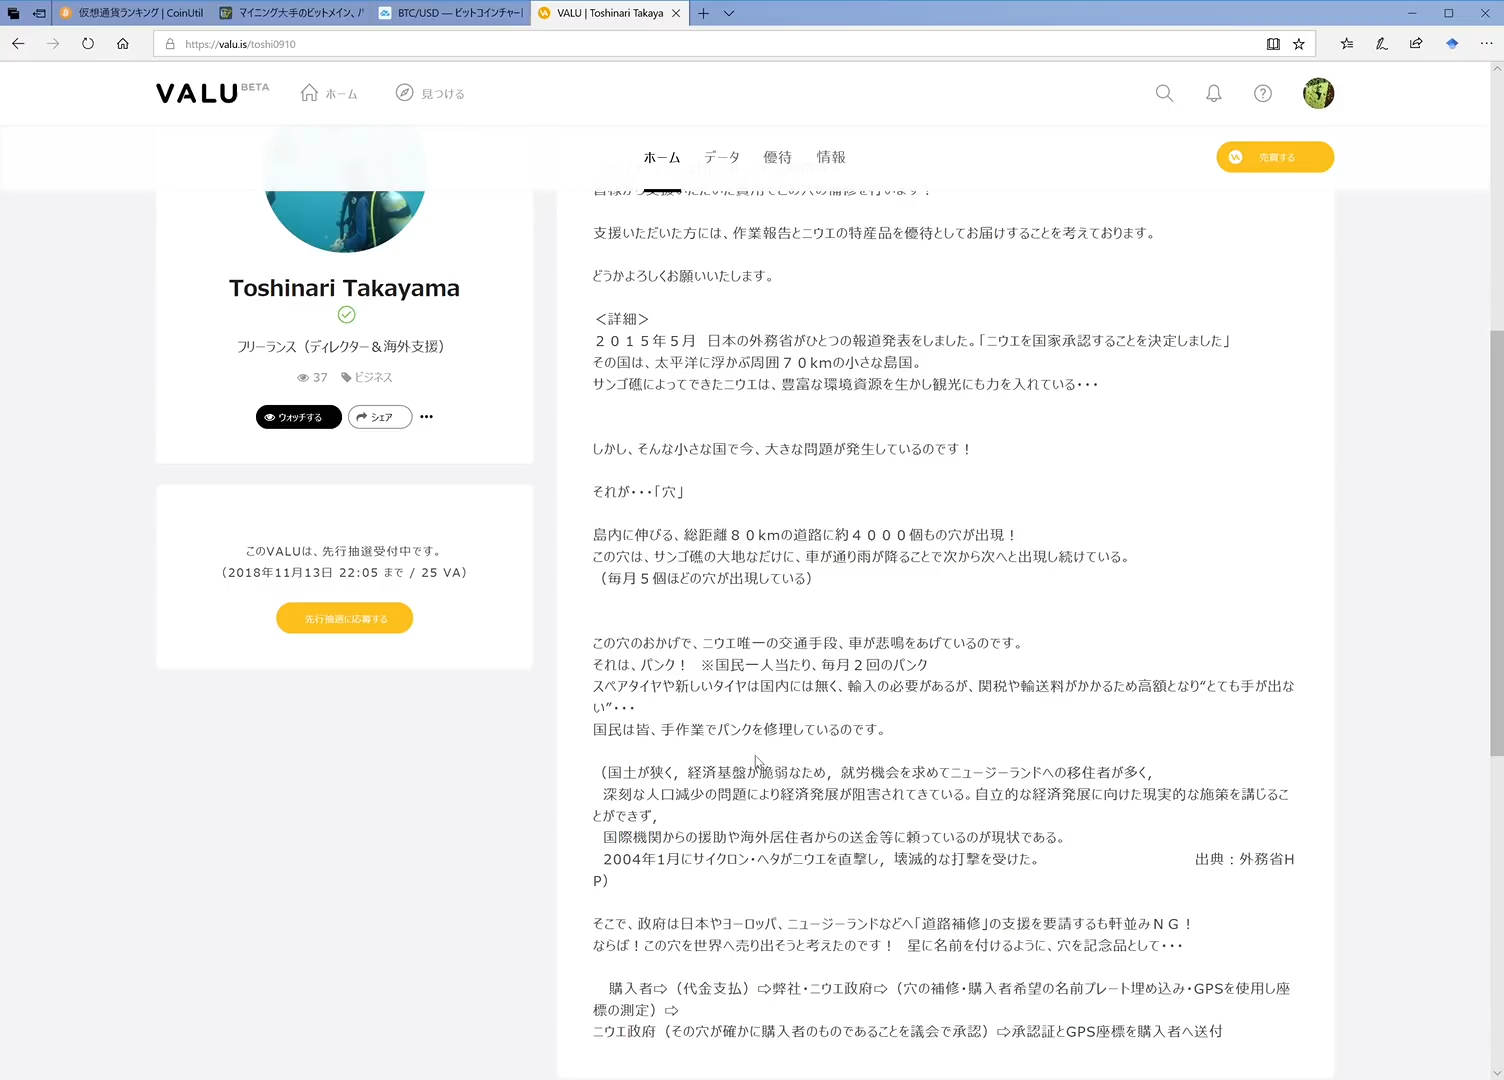 仮想通貨ランキング | CoinUtil
マイニング大手のビットメイン、
BTC/USD — ビットコインチャー
VALU | Toshinari Takaya
https://valu.is/toshi0910
VALU BETA
ホーム
見つける
ホーム
データ
優待
情報
売買する
皆様から支援いただいた費用でこの穴の補修を行います！
支援いただいた方には、作業報告とニウエの特産品を優待としてお届けすることを考えております。
どうかよろしくお願いいたします。
Toshinari Takayama
フリーランス（ディレクター＆海外支援）
37
ビジネス
ウォッチする
シェア
•••
このVALUは、先行抽選受付中です。
（2018年11月13日 22:05 まで / 25 VA）
先行抽選に応募する
＜詳細＞
２０１５年５月　日本の外務省がひとつの報道発表をしました。「ニウエを国家承認することを決定しました」
その国は、太平洋に浮かぶ周囲７０kmの小さな島国。
サンゴ礁によってできたニウエは、豊富な環境資源を生かし観光にも力を入れている・・・
しかし、そんな小さな国で今、大きな問題が発生しているのです！
それが・・・「穴」
島内に伸びる、総距離８０kmの道路に約４０００個もの穴が出現！
この穴は、サンゴ礁の大地なだけに、車が通り雨が降ることで次から次へと出現し続けている。
（毎月５個ほどの穴が出現している）
この穴のおかげで、ニウエ唯一の交通手段、車が悲鳴をあげているのです。
それは、パンク！　※国民一人当たり、毎月２回のパンク
スペアタイヤや新しいタイヤは国内には無く、輸入の必要があるが、関税や輸送料がかかるため高額となり“とても手が出な
い”・・・
国民は皆、手作業でパンクを修理しているのです。
（国土が狭く，経済基盤が脆弱なため，就労機会を求めてニュージーランドへの移住者が多く，
深刻な人口減少の問題により経済発展が阻害されてきている。自立的な経済発展に向けた現実的な施策を講じるこ
とができず，
国際機関からの援助や海外居住者からの送金等に頼っているのが現状である。
2004年1月にサイクロン・ヘタがニウエを直撃し，壊滅的な打撃を受けた。　出典：外務省H
P）
そこで、政府は日本やヨーロッパ、ニュージーランドなどへ「道路補修」の支援を要請するも軒並みＮＧ！
ならば！この穴を世界へ売り出そうと考えたのです！　星に名前を付けるように、穴を記念品として・・・
購入者⇨（代金支払）⇨弊社・ニウエ政府⇨（穴の補修・購入者希望の名前プレート埋め込み・GPSを使用し座
標の測定）⇨
ニウエ政府（その穴が確かに購入者のものであることを議会で承認）⇨承認証とGPS座標を購入者へ送付